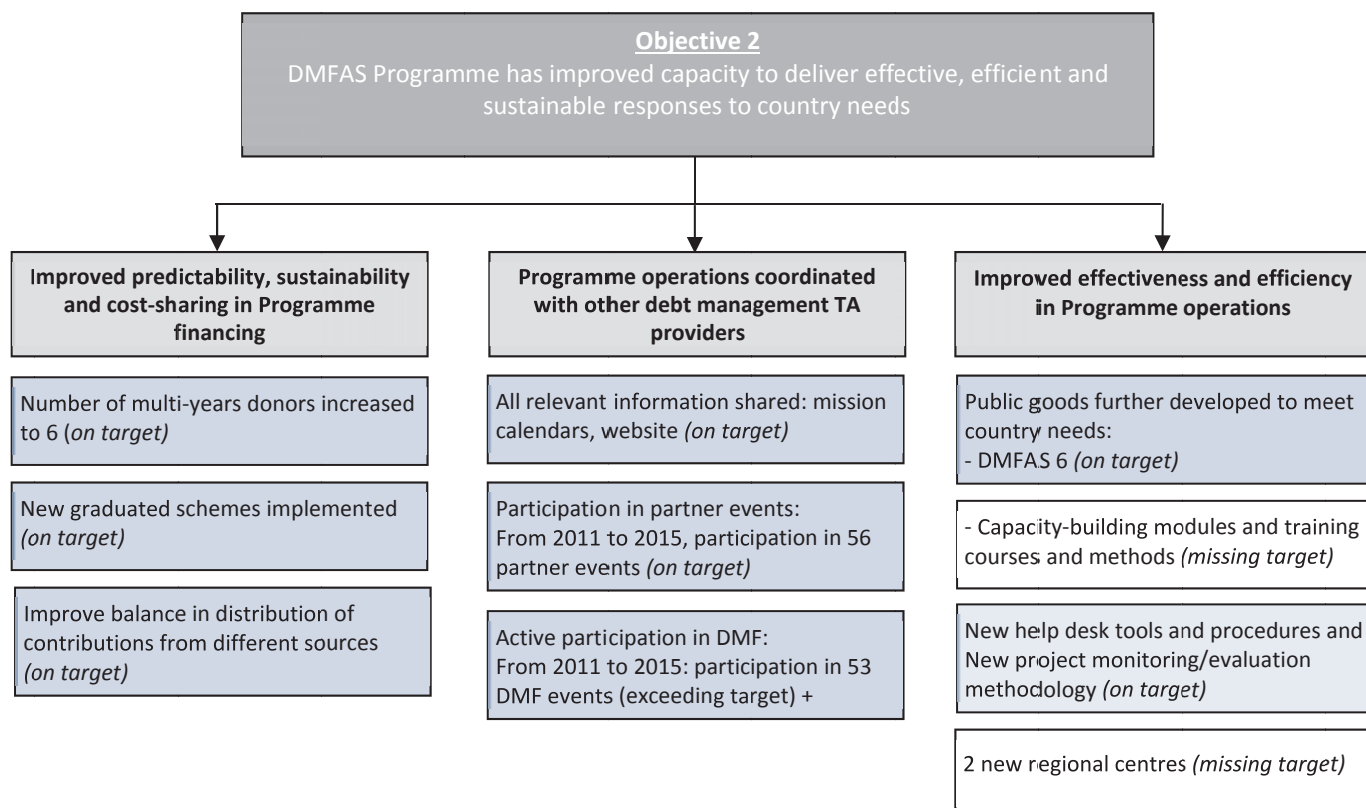 Objective 2
DMFAS Programme has improved capacity to deliver effective, efficient and
sustainable responses to country needs
Improved predictability, sustainability
and cost-sharing in Programme
financing
Number of multi-years donors increased
to 6 (on target)
New graduated schemes implemented
(on target)
Improve balance in distribution of
contributions from different sources
(on target)
Programme operations coordinated
with other debt management TA
providers
All relevant information shared: mission
calendars, website (on target)
Participation in partner events:
From 2011 to 2015, participation in 56
partner events (on target)
Active participation in DMF:
From 2011 to 2015: participation in 53
DMF events (exceeding target) +
Improved effectiveness and efficiency
in Programme operations
Public goods further developed to meet
country needs:
- DMFAS 6 (on target)
- Capacity-building modules and training
courses and methods (missing target)
New help desk tools and procedures and
New project monitoring/evaluation
methodology (on target)
2 new regional centres (missing target)